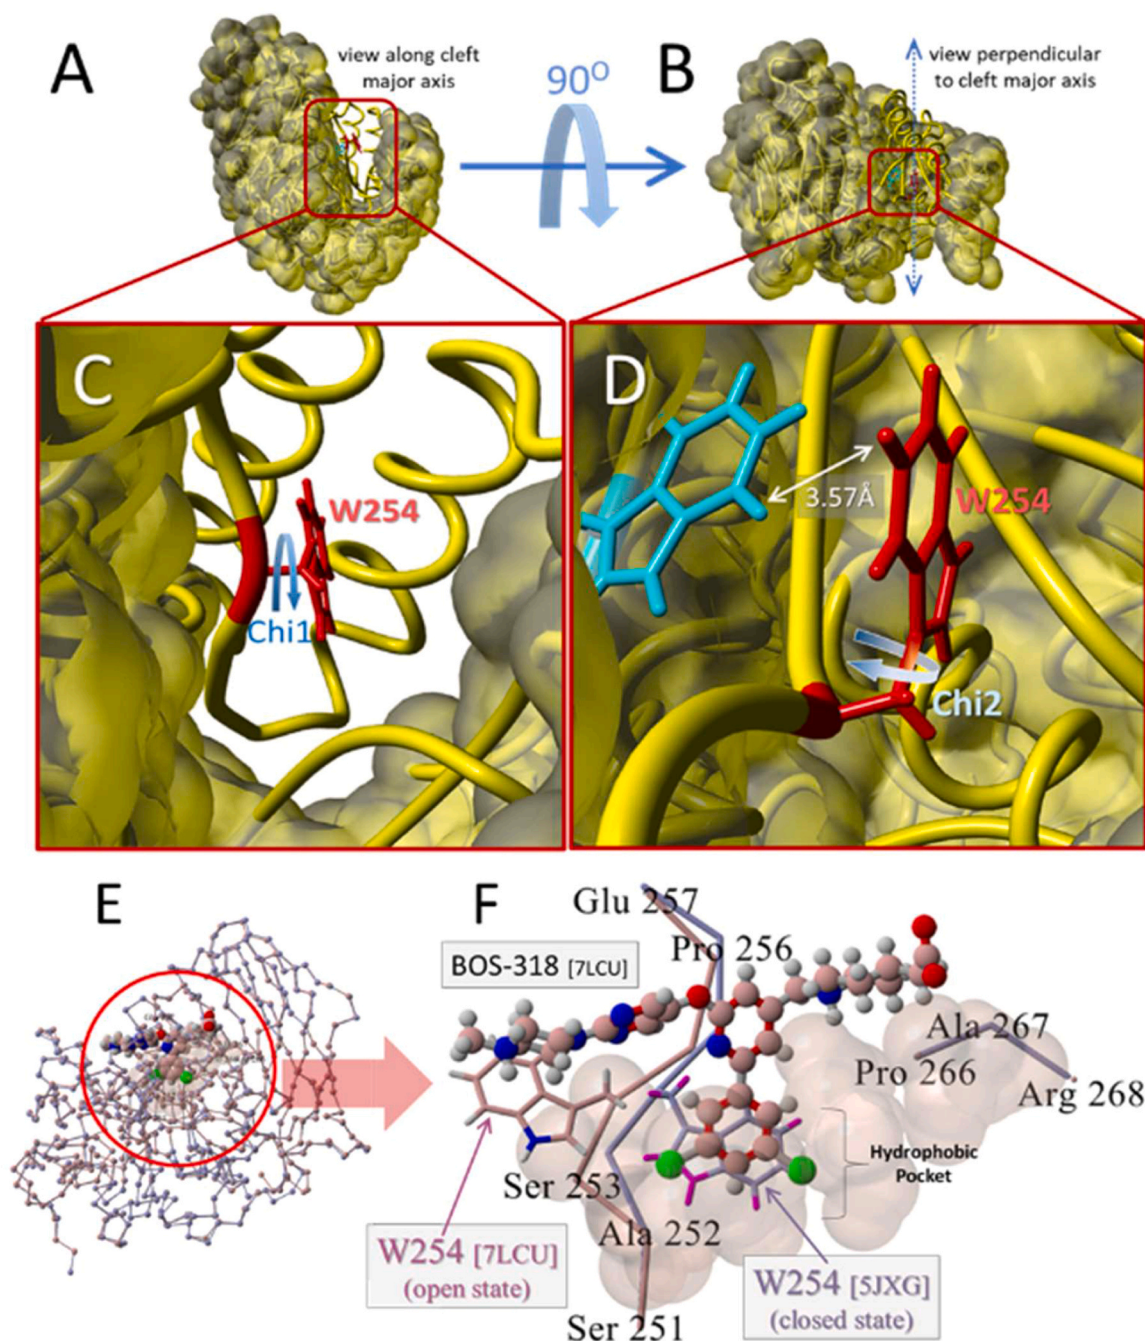 A
view along cleft
major axis
90°
B
view perpendicular
to cleft major axis
C
W254
Chi1
D
3.57Å
W254
Chi2
E
F
Glu 257
Pro 256
BOS-318 [7LCU]
Ala 267
Pro 266
Arg 268
Hydrophobic
Pocket
Ser 253
Ala 252
W254 [7LCU]
(open state)
W254 [5JXG]
(closed state)
Ser 251